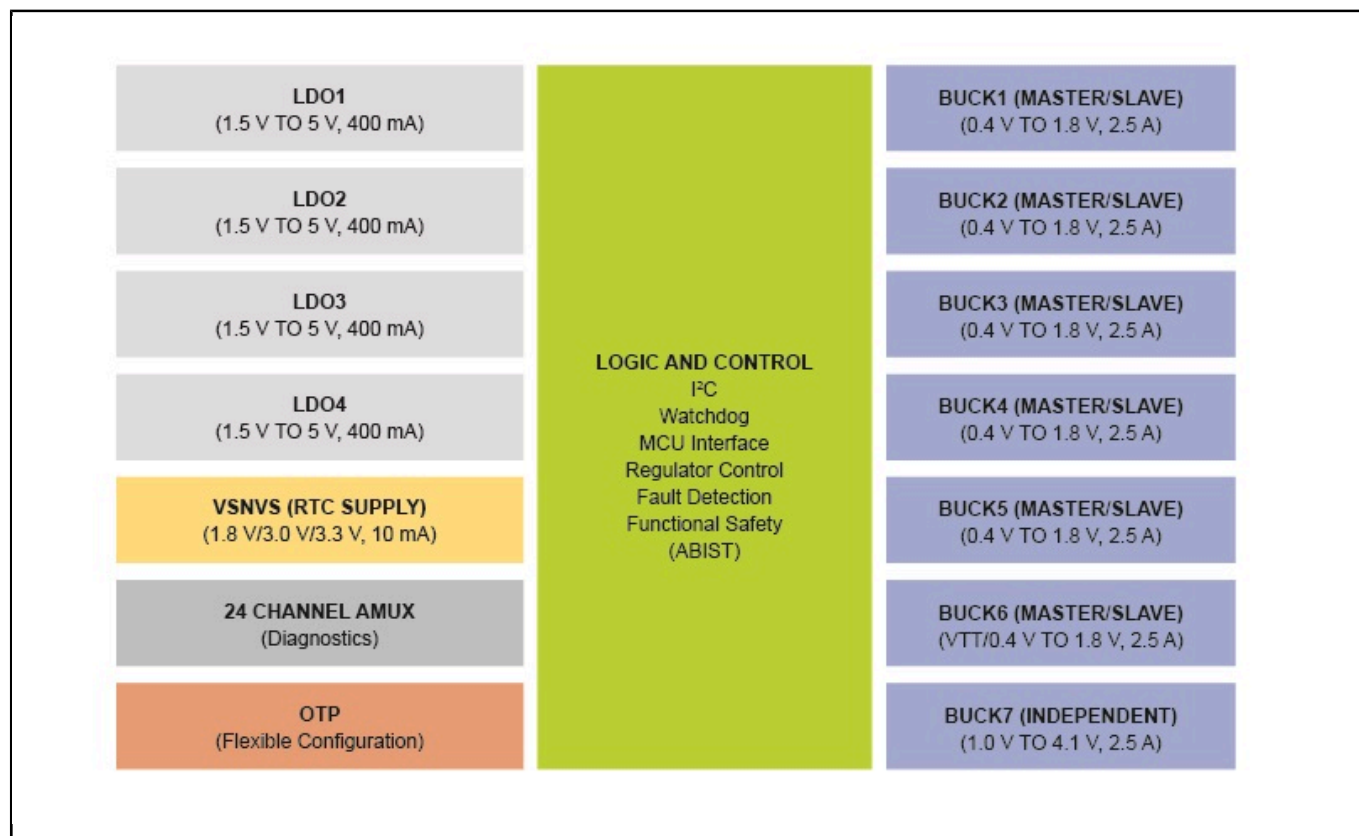 LDO1
(1.5 V TO 5 V, 400 mA)
LDO2
(1.5 V TO 5 V, 400 mA)
LDO3
(1.5 V TO 5 V, 400 mA)
LDO4
(1.5 V TO 5 V, 400 mA)
VSNVS (RTC SUPPLY)
(1.8 V/3.0 V/3.3 V, 10 mA)
24 CHANNEL AMUX
(Diagnostics)
OTP
(Flexible Configuration)
LOGIC AND CONTROL
I²C
Watchdog
MCU Interface
Regulator Control
Fault Detection
Functional Safety
(ABIST)
BUCK1 (MASTER/SLAVE)
(0.4 V TO 1.8 V, 2.5 A)
BUCK2 (MASTER/SLAVE)
(0.4 V TO 1.8 V, 2.5 A)
BUCK3 (MASTER/SLAVE)
(0.4 V TO 1.8 V, 2.5 A)
BUCK4 (MASTER/SLAVE)
(0.4 V TO 1.8 V, 2.5 A)
BUCK5 (MASTER/SLAVE)
(0.4 V TO 1.8 V, 2.5 A)
BUCK6 (MASTER/SLAVE)
(VTT/0.4 V TO 1.8 V, 2.5 A)
BUCK7 (INDEPENDENT)
(1.0 V TO 4.1 V, 2.5 A)